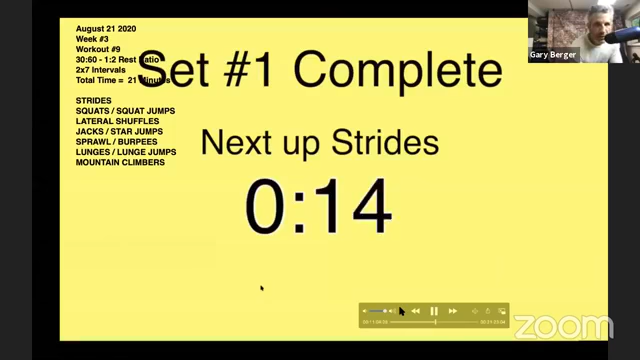 August 21 2020
Week #3
Workout #9
30:60 - 1:2 Rest Ratio
2x7 Intervals
Total Time = 21 Minutes
Set #1 Complete
STRIDES
SQUATS / SQUAT JUMPS
LATERAL SHUFFLES
JACKS / STAR JUMPS
SPRAWL / BURPEES
LUNGES / LUNGE JUMPS
MOUNTAIN CLIMBERS
Next up Strides
0:14
Gary Berger
zoom